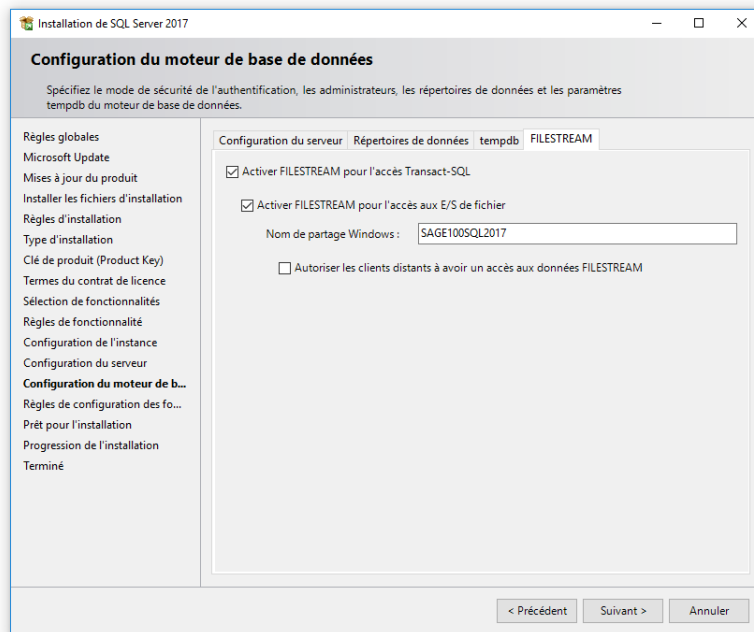 Installation de SQL Server 2017
Configuration du moteur de base de données
Spécifiez le mode de sécurité de l'authentification, les administrateurs, les répertoires de données et les paramètres
tempdb du moteur de base de données.
Règles globales
Microsoft Update
Mises à jour du produit
Installer les fichiers d'installation
Règles d'installation
Type d'installation
Clé de produit (Product Key)
Termes du contrat de licence
Sélection de fonctionnalités
Règles de fonctionnalité
Configuration de l'instance
Configuration du serveur
Configuration du moteur de b...
Règles de configuration des fo...
Prêt pour l'installation
Progression de l'installation
Terminé
Configuration du serveur Répertoires de données tempdb FILESTREAM
Activer FILESTREAM pour l'accès Transact-SQL
Activer FILESTREAM pour l'accès aux E/S de fichier
Nom de partage Windows : SAGE100SQL2017
Autoriser les clients distants à avoir un accès aux données FILESTREAM
< Précédent Suivant > Annuler